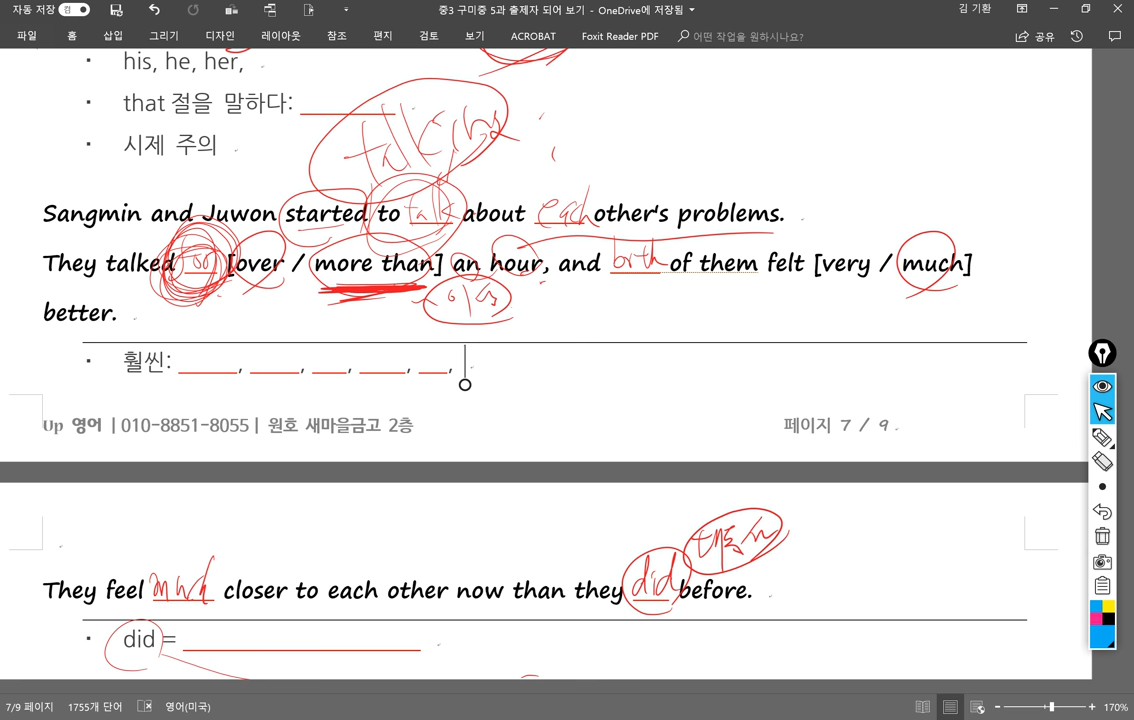 자동 저장 컴 중3 구미중 5과 출제자 되어 보기 - OneDrive에 저장됨 김 기환
파일 홈 삽입 그리기 디자인 레이아웃 참조 편지 검토 보기 ACROBAT Foxit Reader PDF 어떤 작업을 원하시나요? 공유
his, he, her,
that 절을 말하다:
talking
시제 주의
Sangmin and Juwon started to talk about each other's problems.
They talked for [over / more than] an hour, and both of them felt [very / much]
이상
better.
훨씬: , , , , ,
Up 영어 | 010-8851-8055 | 원호 새마을금고 2층 페이지 7 / 9
대동사
They feel much closer to each other now than they did before.
did =
7/9 페이지 1755개 단어 영어(미국) 170%